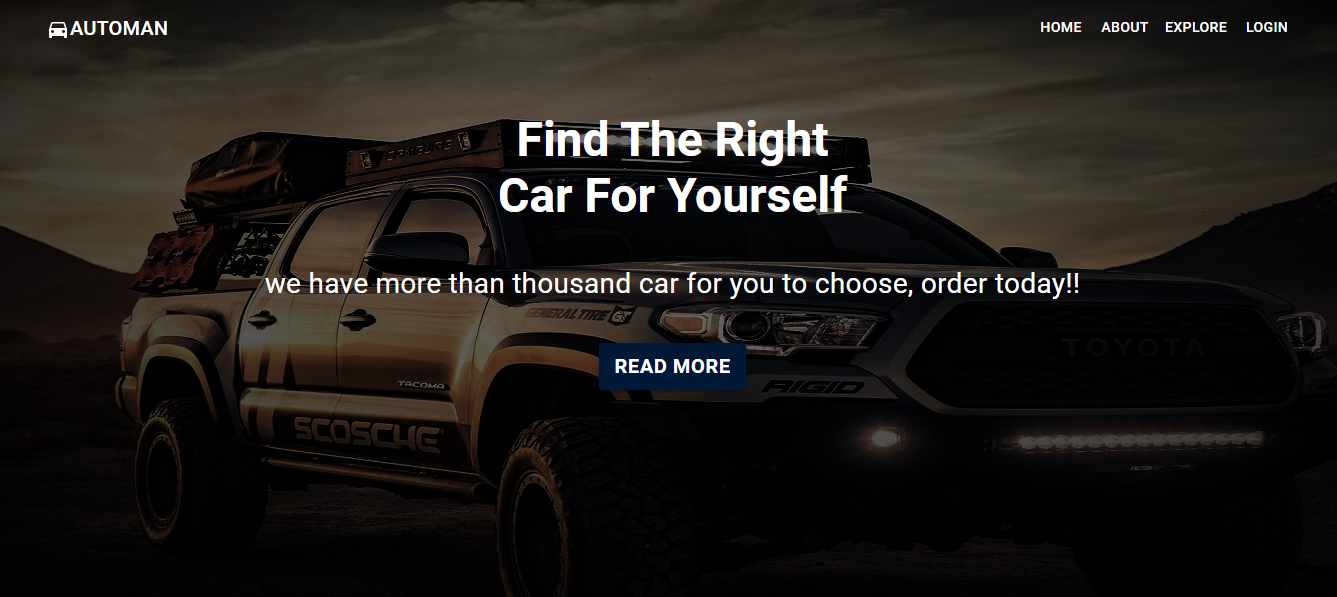 AUTOMAN
HOME ABOUT EXPLORE LOGIN
Find The Right
Car For Yourself
we have more than thousand car for you to choose, order today!!
READ MORE
GENERAL TIRE
TOYOTA
TACOMA
RIGID
SCOSCHE